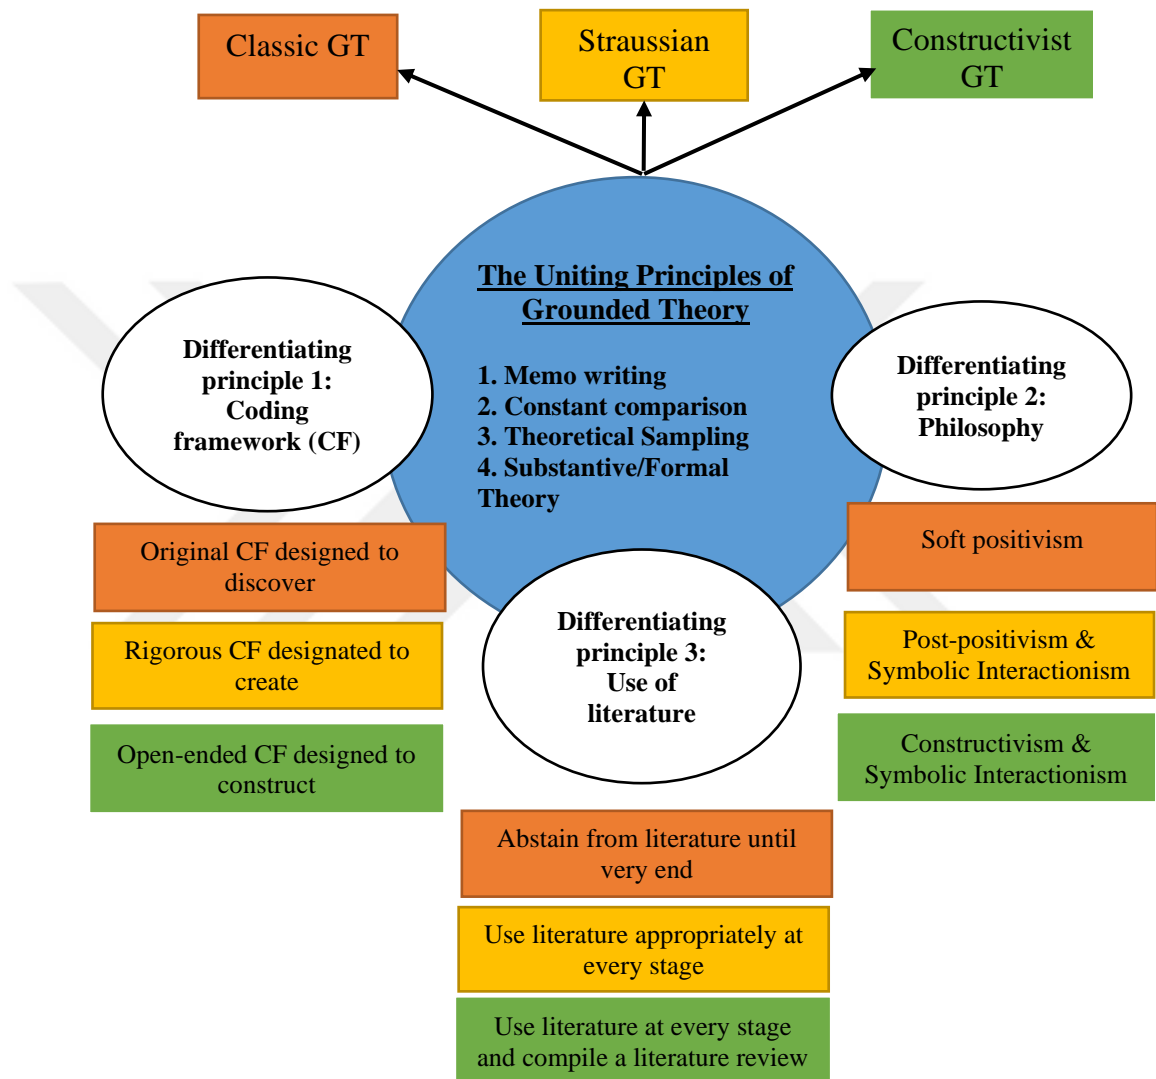 Classic GT
Straussian
GT
Constructivist
GT
The Uniting Principles of
Grounded Theory
1. Memo writing
2. Constant comparison
3. Theoretical Sampling
4. Substantive/Formal
Theory
Differentiating
principle 1:
Coding
framework (CF)
Original CF designed to
discover
Rigorous CF designated to
create
Open-ended CF designed to
construct
Differentiating
principle 2:
Philosophy
Soft positivism
Post-positivism &
Symbolic Interactionism
Constructivism &
Symbolic Interactionism
Differentiating
principle 3:
Use of
literature
Abstain from literature until
very end
Use literature appropriately at
every stage
Use literature at every stage
and compile a literature review